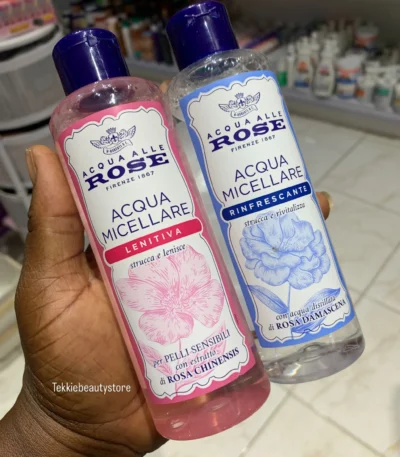 ACQUA ALLE
ROSE
FIRENZE 1867
ACQUA
MICELLARE
LENITIVA
strucca e lenisce
per PELLI SENSIBILI
con estratto
di ROSA CHINENSIS
ACQUA ALLE
ROSE
FIRENZE 1867
ACQUA
MICELLARE
RINFRESCANTE
strucca e rivitalizza
con acqua distillata
di ROSA DAMASCENA
Tekkiebeautystore